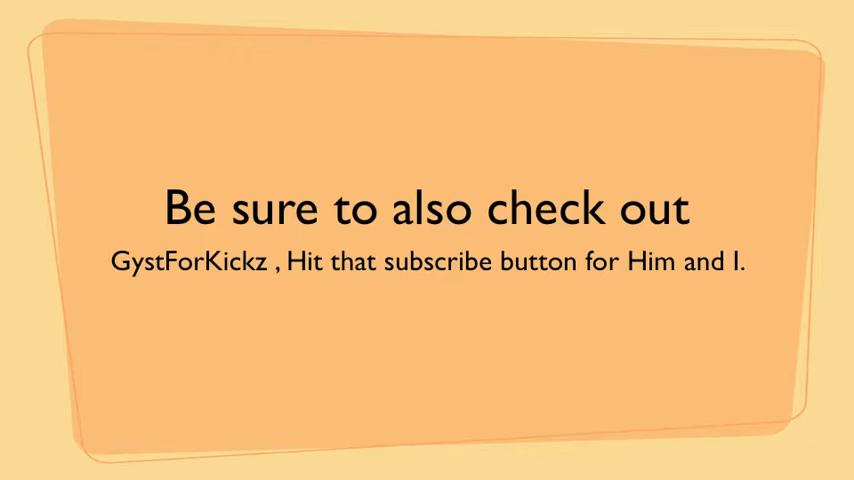 Be sure to also check out
GystForKickz , Hit that subscribe button for Him and I.